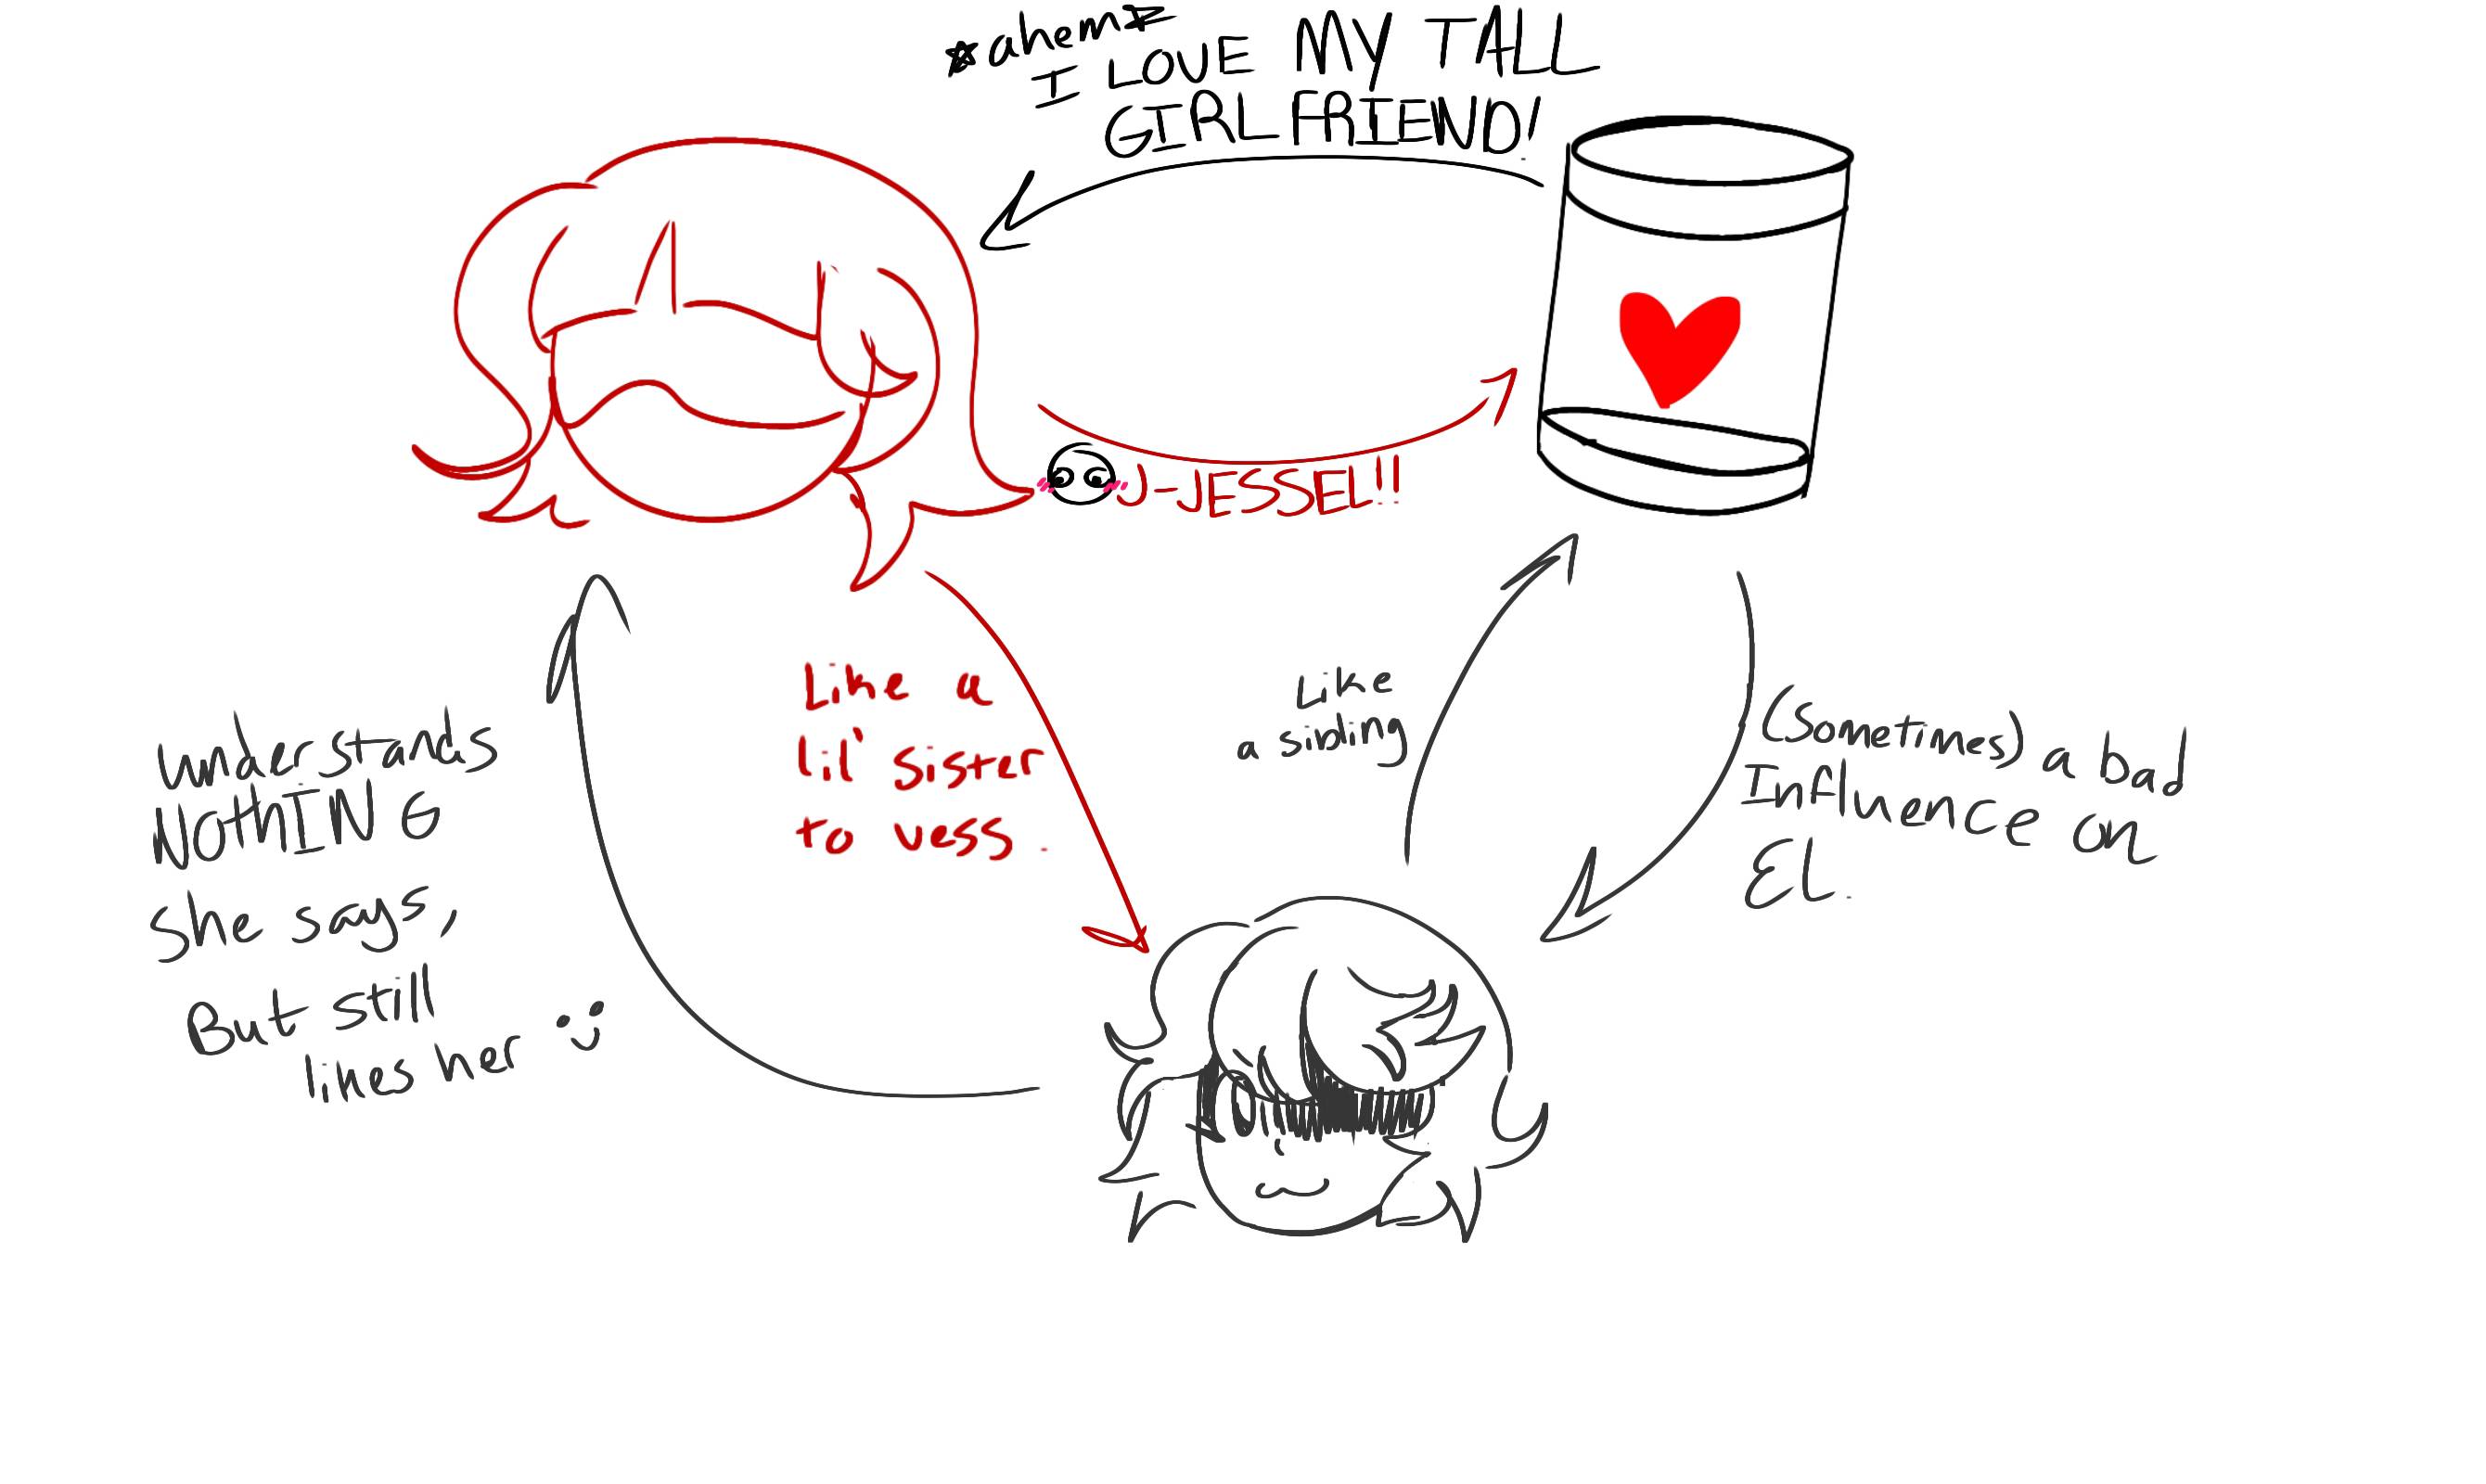 *ahem*
I LOVE MY TALL
GIRLFRIEND!
J-JESSEL!!
Like a
lil' sister
to vess.
Like
a sibling
(Sometimes) a bad
Influence on
El.
Understands
NOtHING
She says,
But still
likes her :)